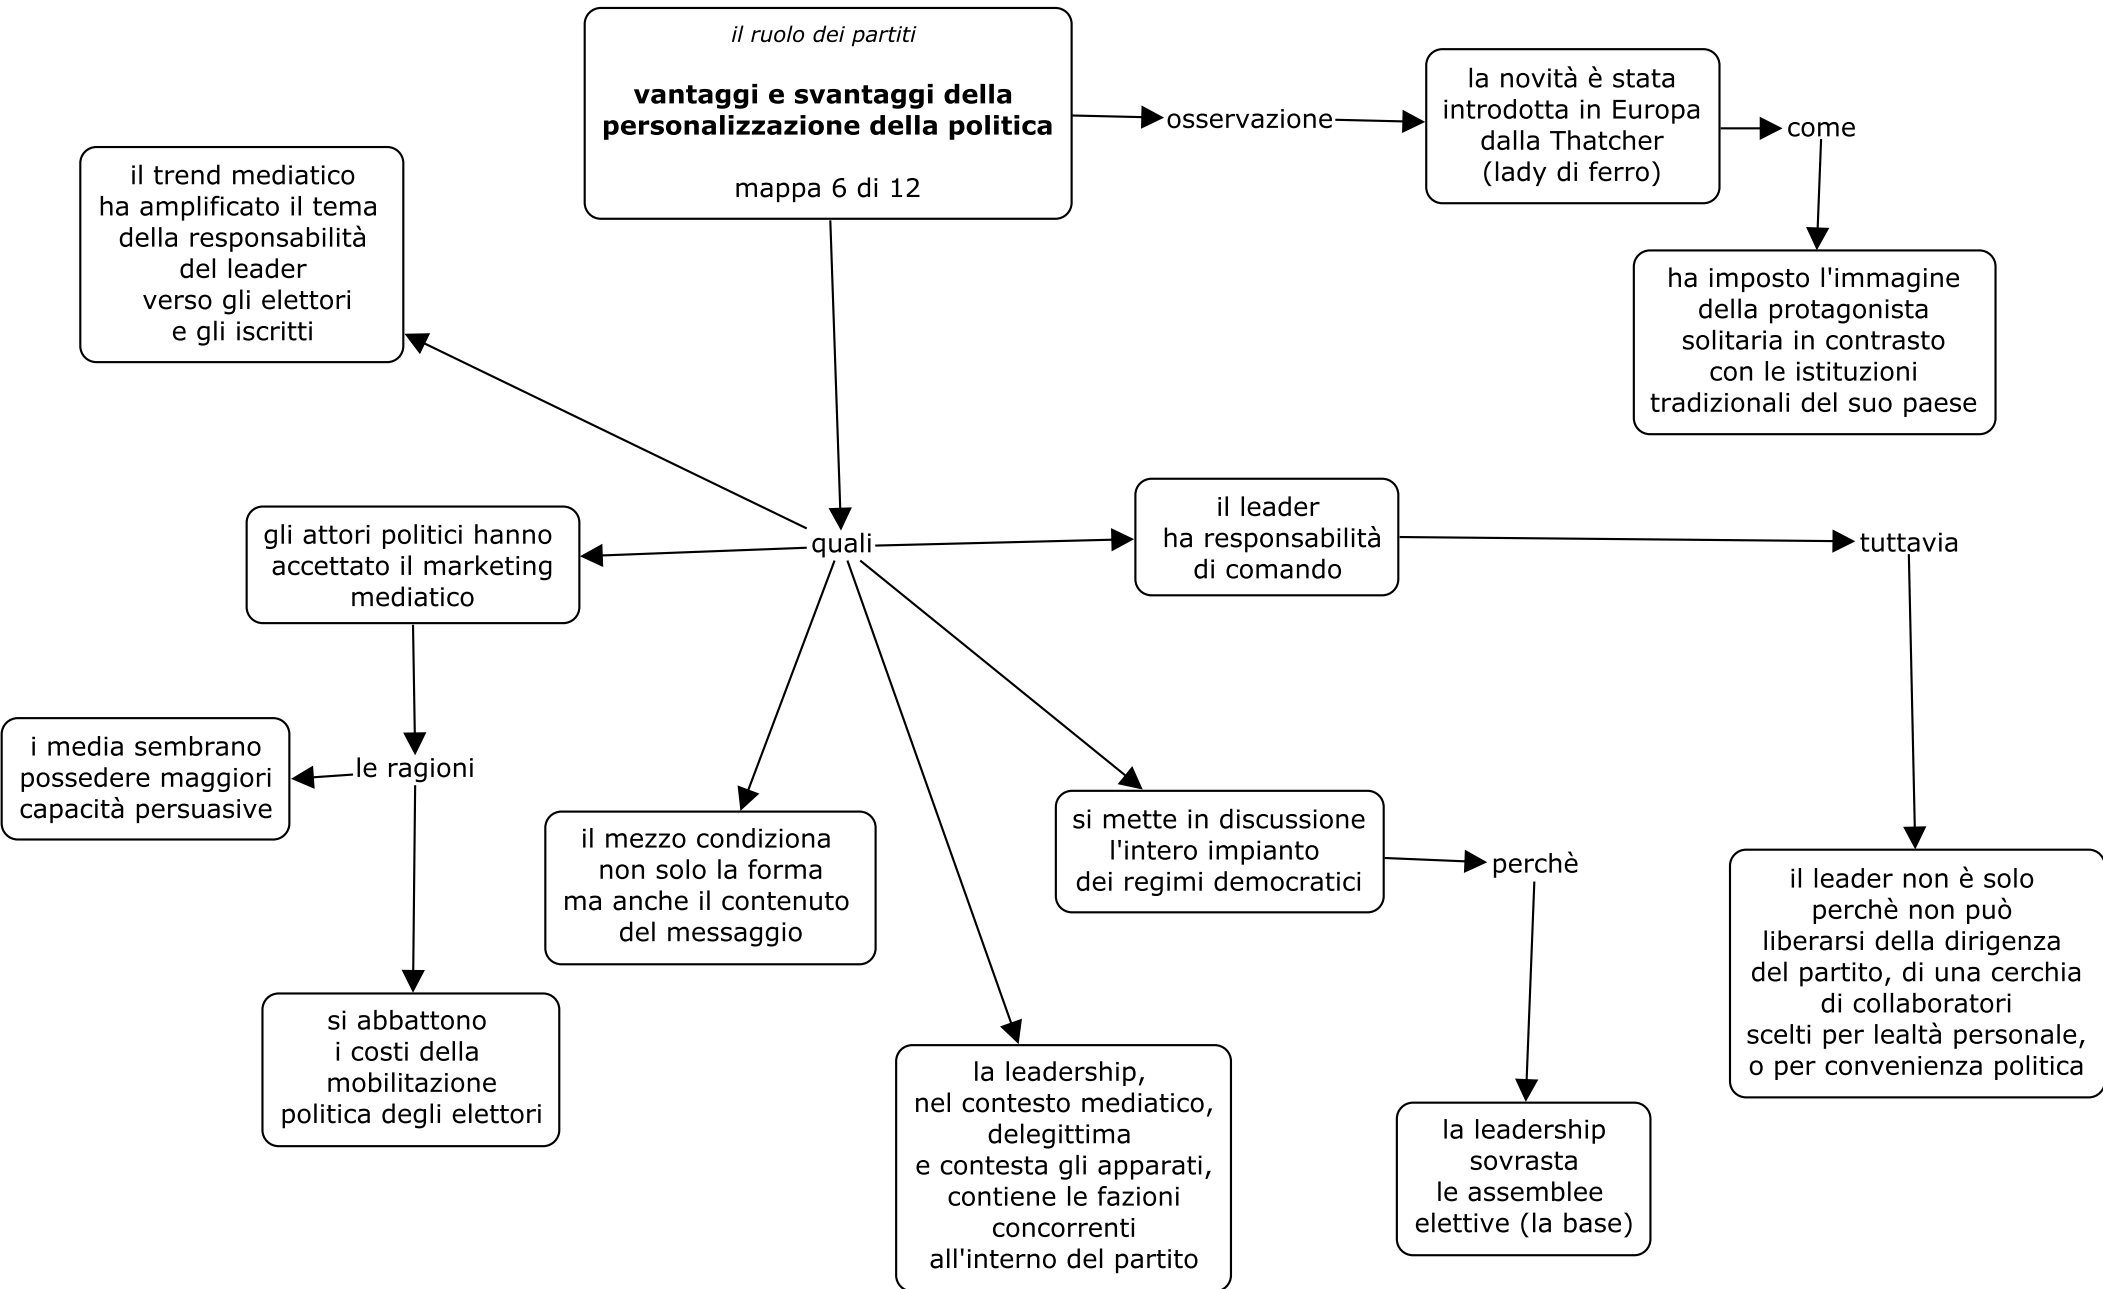 il ruolo dei partiti
vantaggi e svantaggi della
personalizzazione della politica
mappa 6 di 12
osservazione
la novità è stata
introdotta in Europa
dalla Thatcher
(lady di ferro)
come
ha imposto l'immagine
della protagonista
solitaria in contrasto
con le istituzioni
tradizionali del suo paese
il trend mediatico
ha amplificato il tema
della responsabilità
del leader
verso gli elettori
e gli iscritti
quali
gli attori politici hanno
accettato il marketing
mediatico
il leader
ha responsabilità
di comando
tuttavia
le ragioni
i media sembrano
possedere maggiori
capacità persuasive
si abbattono
i costi della
mobilitazione
politica degli elettori
il mezzo condiziona
non solo la forma
ma anche il contenuto
del messaggio
la leadership,
nel contesto mediatico,
delegittima
e contesta gli apparati,
contiene le fazioni
concorrenti
all'interno del partito
si mette in discussione
l'intero impianto
dei regimi democratici
perchè
la leadership
sovrasta
le assemblee
elettive (la base)
il leader non è solo
perchè non può
liberarsi della dirigenza
del partito, di una cerchia
di collaboratori
scelti per lealtà personale,
o per convenienza politica